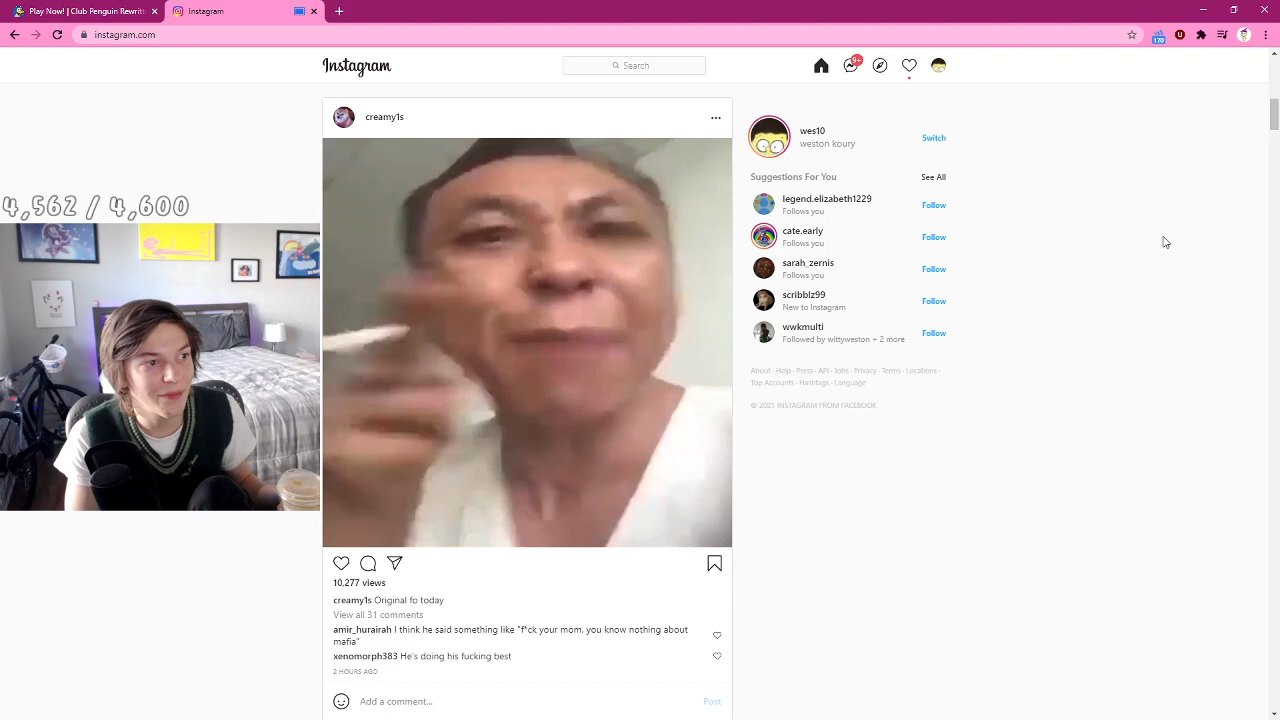 Play Now! | Club Penguin Rewritt
Instagram
instagram.com
170
Instagram
Search
9+
creamy1s
wes10
weston koury
Switch
Suggestions For You
See All
legend.elizabeth1229
Follows you
Follow
cate.early
Follows you
Follow
sarah_zernis
Follows you
Follow
scribblz99
New to Instagram
Follow
wwkmulti
Followed by wittyweston + 2 more
Follow
About · Help · Press · API · Jobs · Privacy · Terms · Locations ·
Top Accounts · Hashtags · Language
© 2021 INSTAGRAM FROM FACEBOOK
4,562 / 4,600
10,277 views
creamy1s Original fo today
View all 31 comments
amir_hurairah I think he said something like "f*ck your mom, you know nothing about
mafia"
xenomorph383 He's doing his fucking best
2 HOURS AGO
Add a comment...
Post